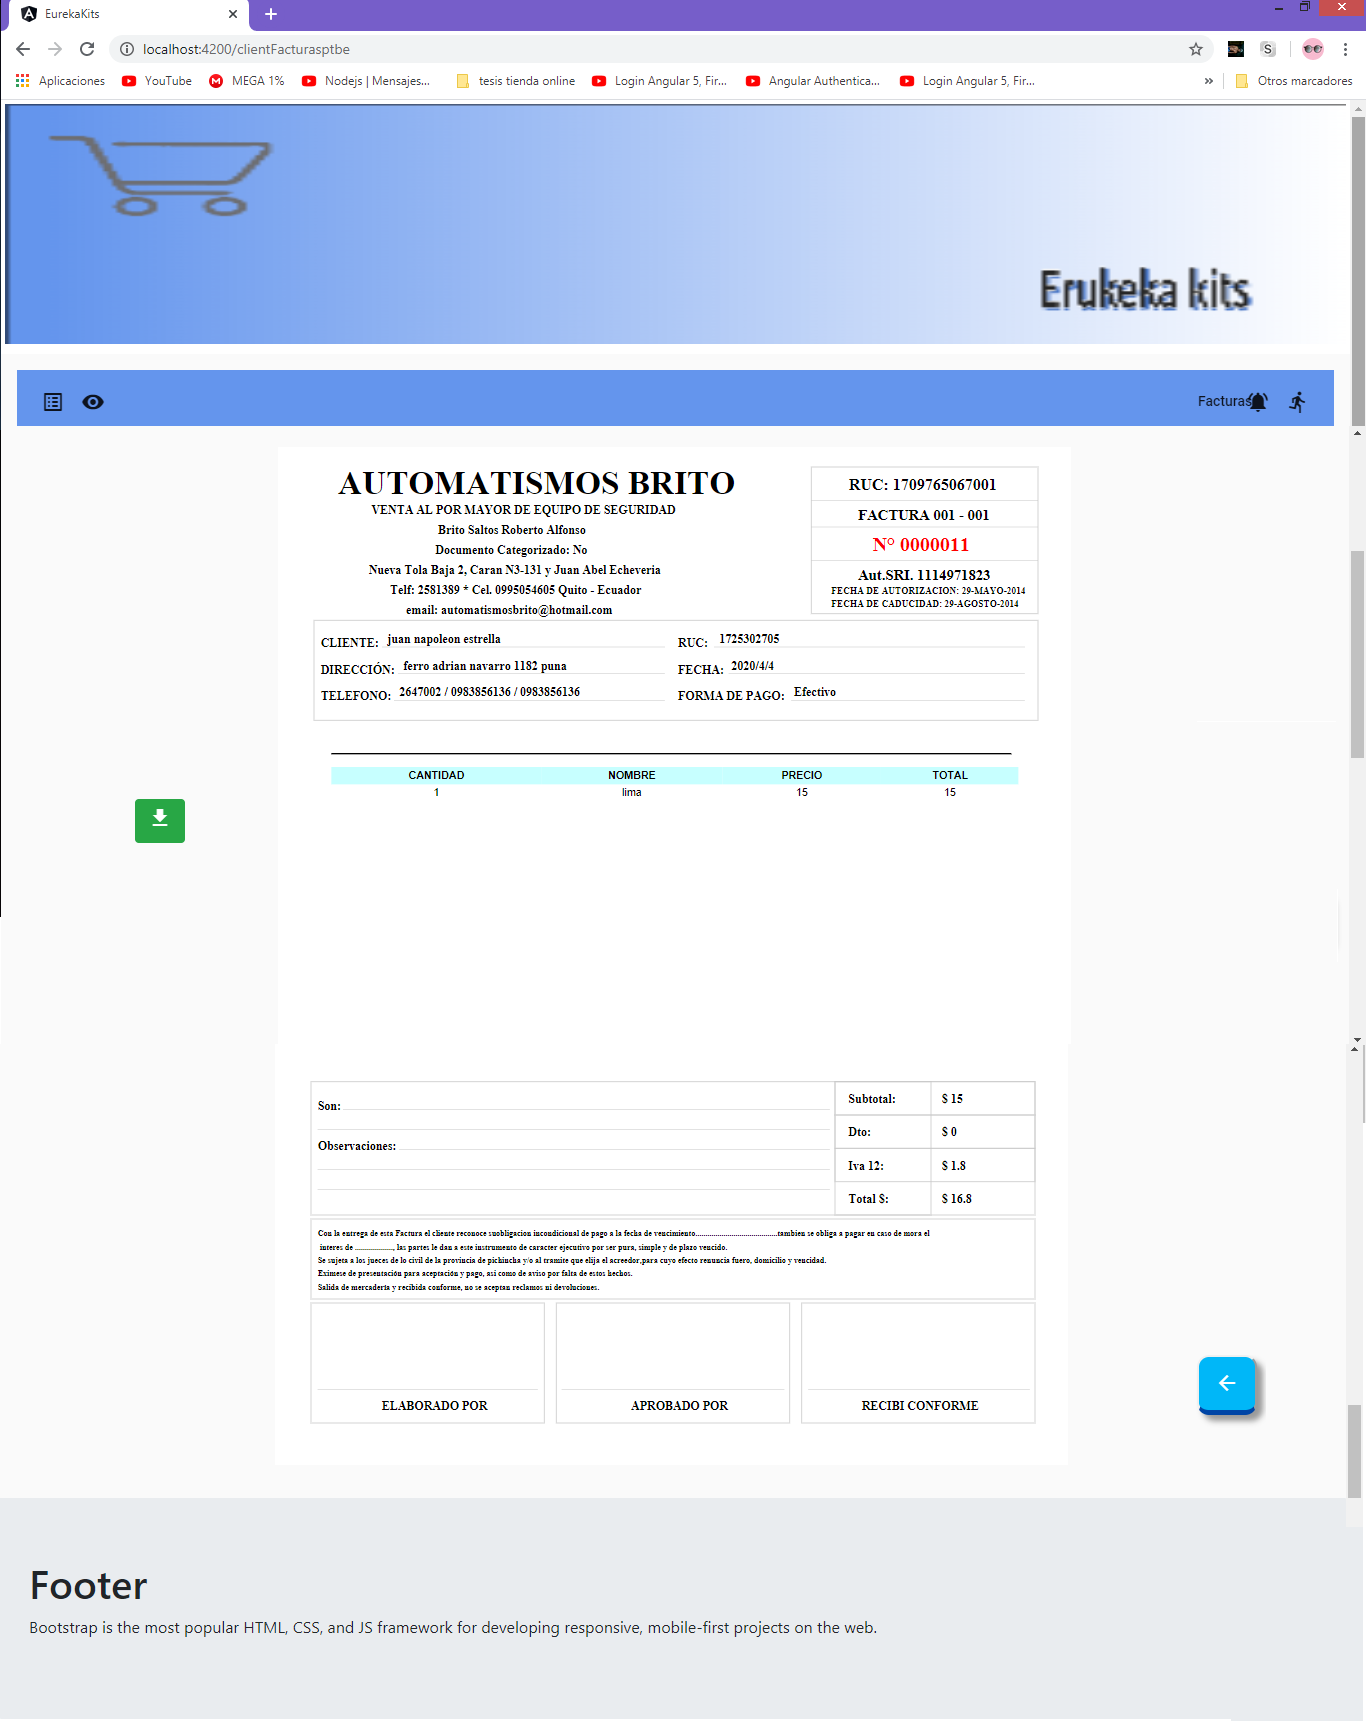 EurekaKits
localhost:4200/clientFacturasptbe
S
Aplicaciones
YouTube
MEGA 1%
Nodejs | Mensajes...
tesis tienda online
Login Angular 5, Fir...
Angular Authentica...
Login Angular 5, Fir...
»
Otros marcadores
Erukeka kits
Facturas
AUTOMATISMOS BRITO
VENTA AL POR MAYOR DE EQUIPO DE SEGURIDAD
Brito Saltos Roberto Alfonso
Documento Categorizado: No
Nueva Tola Baja 2, Caran N3-131 y Juan Abel Echeveria
Telf: 2581389 * Cel. 0995054605 Quito - Ecuador
email: automatismosbrito@hotmail.com
RUC: 1709765067001
FACTURA 001 - 001
N° 0000011
Aut.SRI. 1114971823
FECHA DE AUTORIZACION: 29-MAYO-2014
FECHA DE CADUCIDAD: 29-AGOSTO-2014
CLIENTE: juan napoleon estrella
RUC: 1725302705
DIRECCIÓN: ferro adrian navarro 1182 puna
FECHA: 2020/4/4
TELEFONO: 2647002 / 0983856136 / 0983856136
FORMA DE PAGO: Efectivo
CANTIDAD NOMBRE PRECIO TOTAL
1 lima 15 15
Son:
Observaciones:
Subtotal: $ 15
Dto: $ 0
Iva 12: $ 1.8
Total $: $ 16.8
Con la entrega de esta Factura el cliente reconoce suobligacion incondicional de pago a la fecha de vencimiento..........................................tambien se obliga a pagar en caso de mora el
interes de ...................., las partes le dan a este instrumento de caracter ejecutivo por ser pura, simple y de plazo vencido.
Se sujeta a los jueces de lo civil de la provincia de pichincha y/o al tramite que elija el acreedor,para cuyo efecto renuncia fuero, domicilio y vencidad.
Eximese de presentación para aceptación y pago, asi como de aviso por falta de estos hechos.
Salida de mercaderia y recibida conforme, no se aceptan reclamos ni devoluciones.
ELABORADO POR
APROBADO POR
RECIBI CONFORME
Footer
Bootstrap is the most popular HTML, CSS, and JS framework for developing responsive, mobile-first projects on the web.